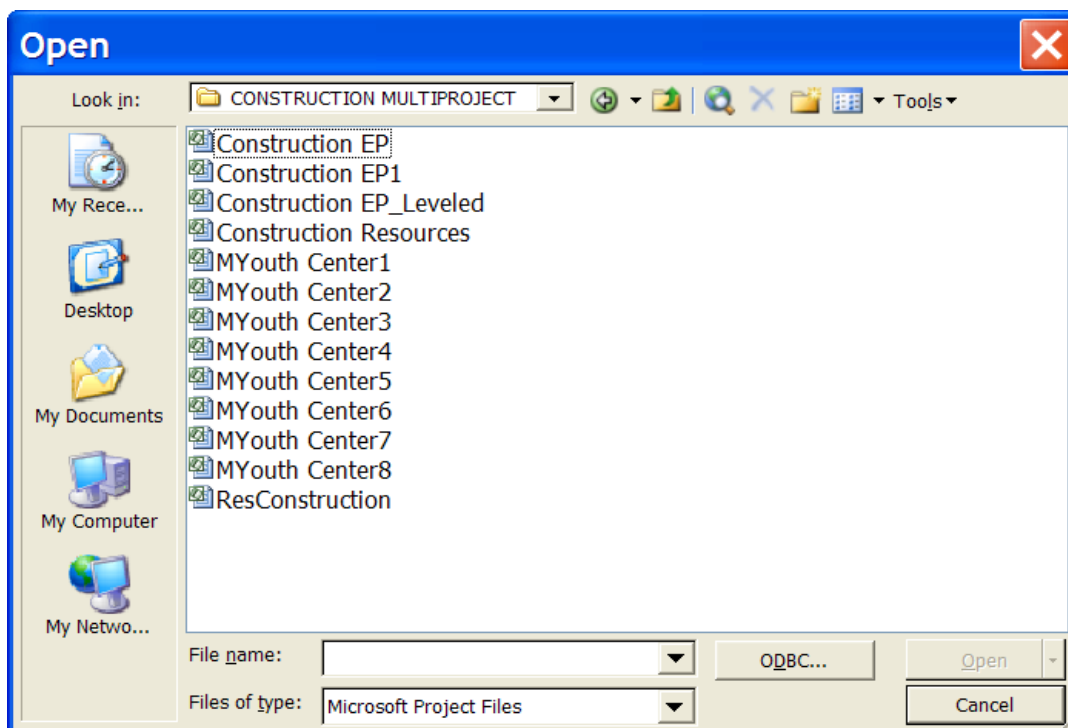 Open
Look in:
CONSTRUCTION MULTIPROJECT
Tools
My Rece...
Desktop
My Documents
My Computer
My Netwo...
Construction EP
Construction EP1
Construction EP_Leveled
Construction Resources
MYouth Center1
MYouth Center2
MYouth Center3
MYouth Center4
MYouth Center5
MYouth Center6
MYouth Center7
MYouth Center8
ResConstruction
File name:
ODBC...
Open
Files of type:
Microsoft Project Files
Cancel